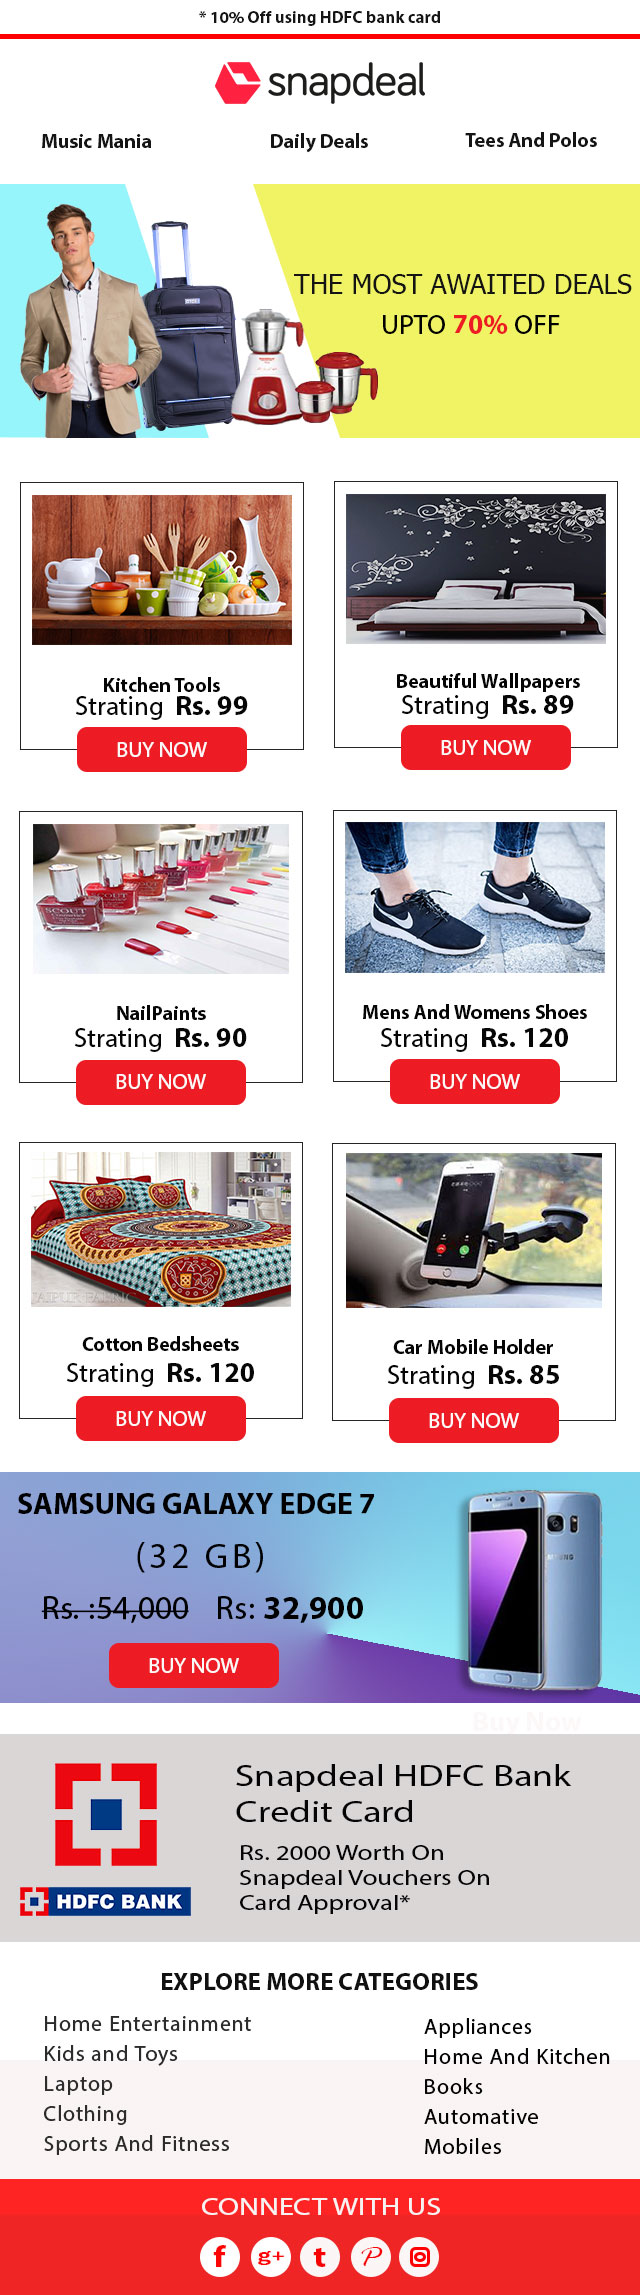 * 10% Off using HDFC bank card
snapdeal
Music Mania
Daily Deals
Tees And Polos
THE MOST AWAITED DEALS
UPTO 70% OFF
Kitchen Tools
Strating Rs. 99
BUY NOW
Beautiful Wallpapers
Strating Rs. 89
BUY NOW
SCOUT
NailPaints
Strating Rs. 90
BUY NOW
Mens And Womens Shoes
Strating Rs. 120
BUY NOW
Cotton Bedsheets
Strating Rs. 120
BUY NOW
Car Mobile Holder
Strating Rs. 85
BUY NOW
SAMSUNG GALAXY EDGE 7
(32 GB)
Rs. :54,000 Rs: 32,900
BUY NOW
SAMSUNG
Buy Now
HDFC BANK
Snapdeal HDFC Bank
Credit Card
Rs. 2000 Worth On
Snapdeal Vouchers On
Card Approval*
EXPLORE MORE CATEGORIES
Home Entertainment
Kids and Toys
Laptop
Clothing
Sports And Fitness
Appliances
Home And Kitchen
Books
Automative
Mobiles
CONNECT WITH US
f g+ t P